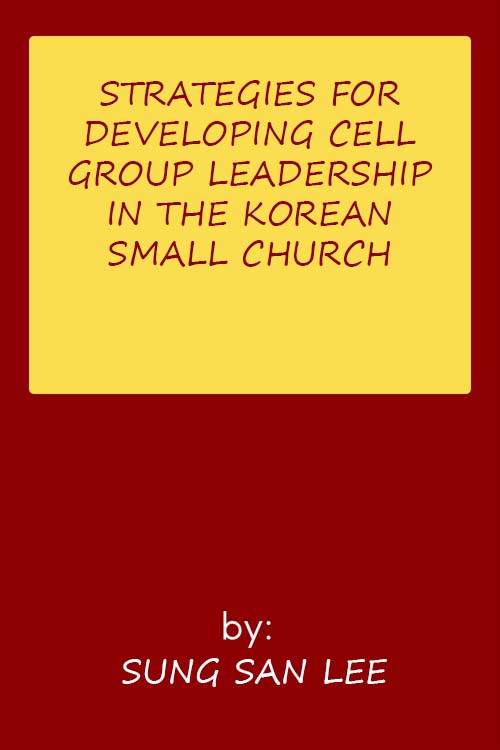 STRATEGIES FOR
DEVELOPING CELL
GROUP LEADERSHIP
IN THE KOREAN
SMALL CHURCH
by:
SUNG SAN LEE